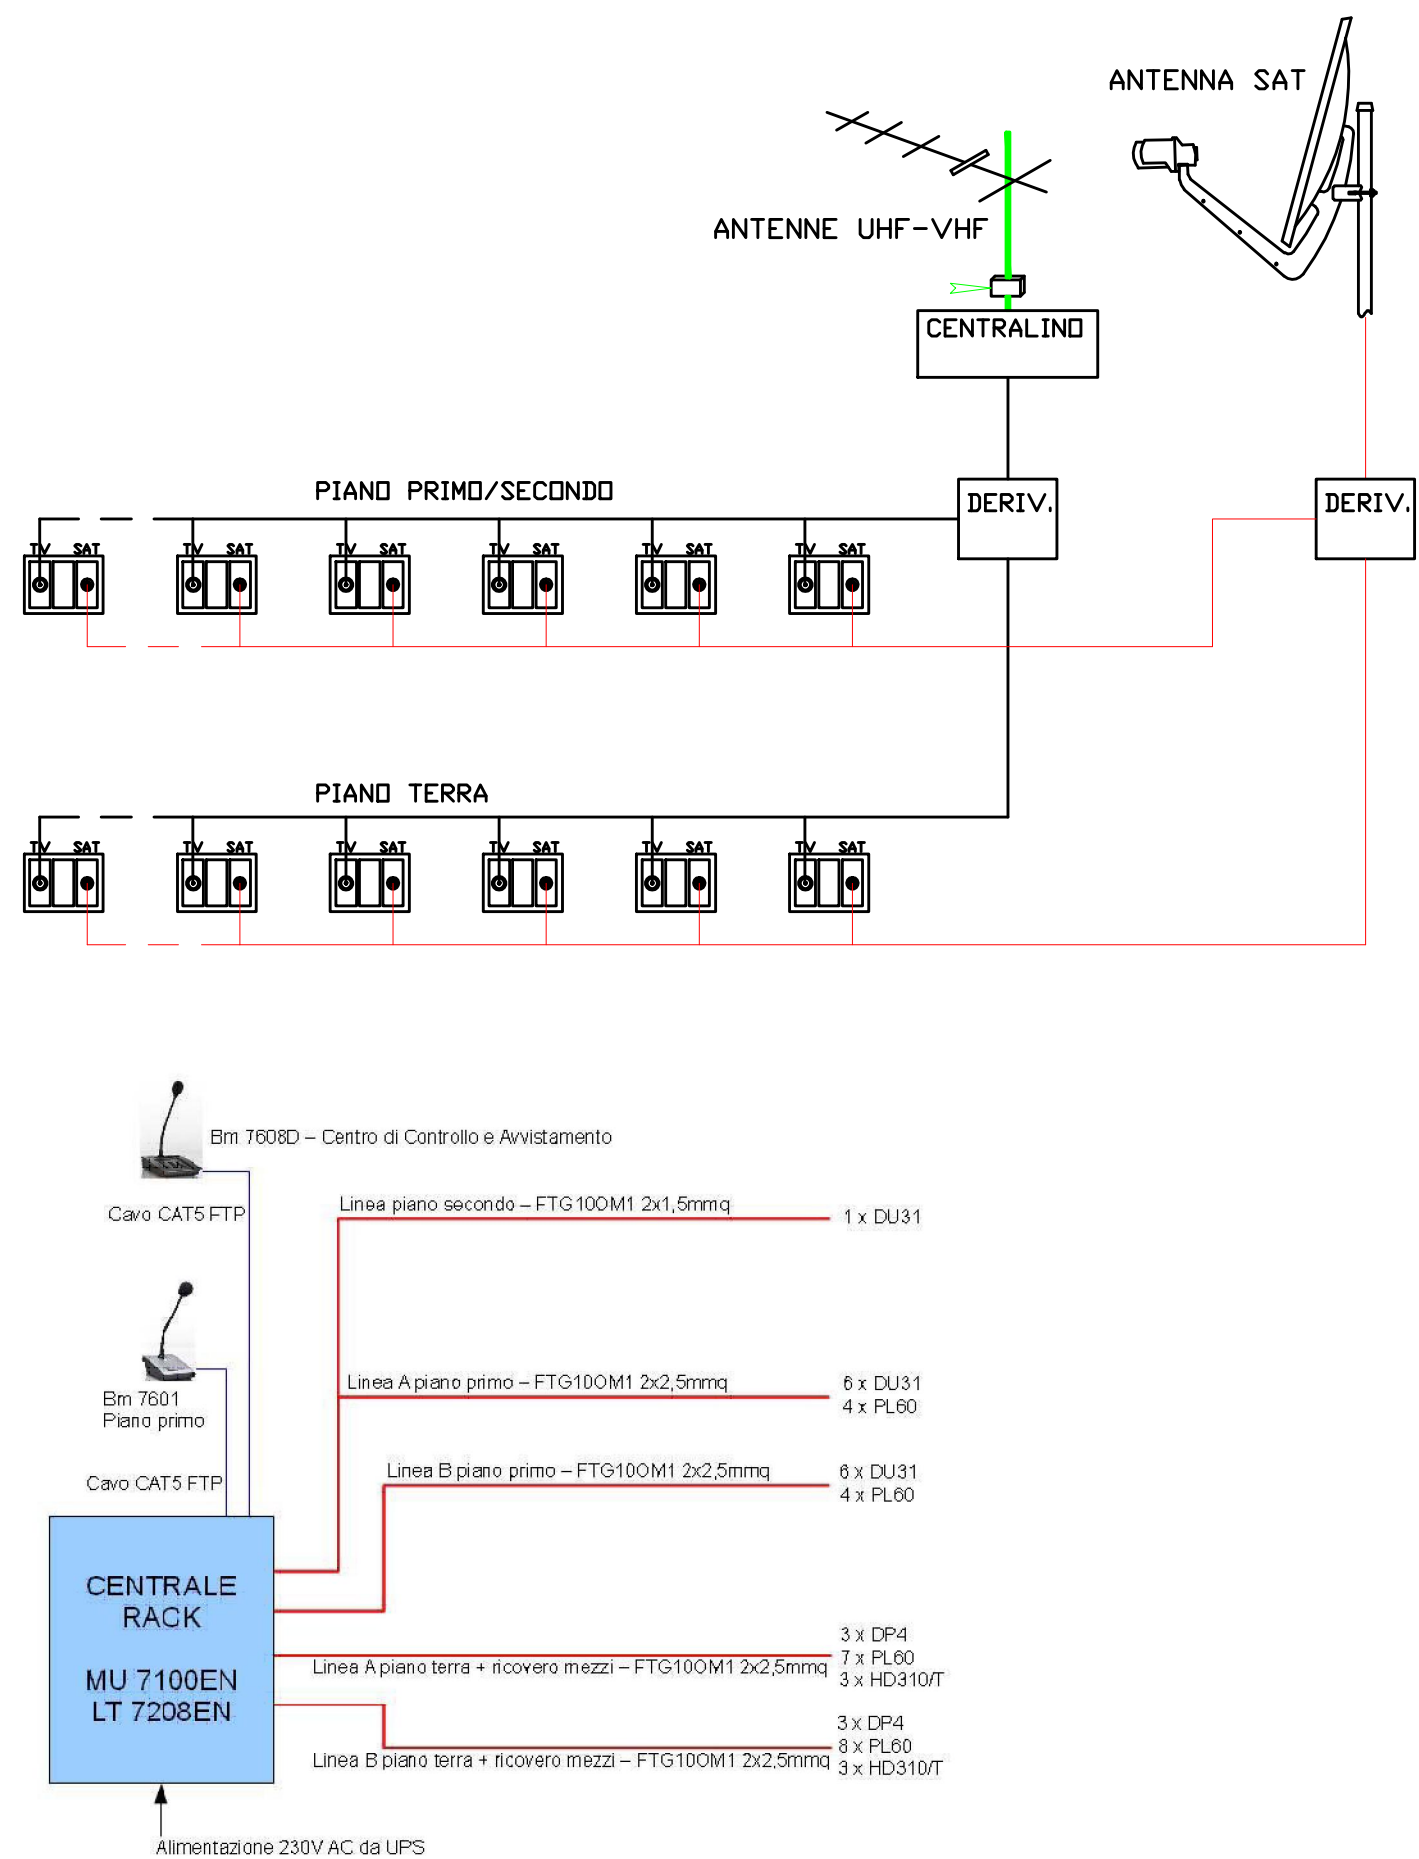 ANTENNA SAT
ANTENNE UHF-VHF
CENTRALINO
PIANO PRIMO/SECONDO
DERIV.
DERIV.
TV SAT TV SAT TV SAT TV SAT TV SAT TV SAT
PIANO TERRA
TV SAT TV SAT TV SAT TV SAT TV SAT TV SAT
Bm 7608D – Centro di Controllo e Avvistamento
Cavo CAT5 FTP
Linea piano secondo – FTG10OM1 2x1,5mmq
1 x DU31
Bm 7601
Piano primo
Linea A piano primo – FTG10OM1 2x2,5mmq
6 x DU31
4 x PL60
Cavo CAT5 FTP
Linea B piano primo – FTG10OM1 2x2,5mmq
6 x DU31
4 x PL60
CENTRALE
RACK
MU 7100EN
LT 7208EN
Linea A piano terra + ricovero mezzi – FTG10OM1 2x2,5mmq
3 x DP4
7 x PL60
3 x HD310/T
Linea B piano terra + ricovero mezzi – FTG10OM1 2x2,5mmq
3 x DP4
8 x PL60
3 x HD310/T
Alimentazione 230V AC da UPS